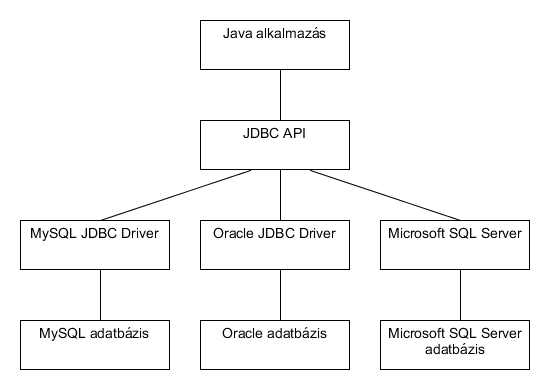 Java alkalmazás
JDBC API
MySQL JDBC Driver
Oracle JDBC Driver
Microsoft SQL Server
MySQL adatbázis
Oracle adatbázis
Microsoft SQL Server
adatbázis